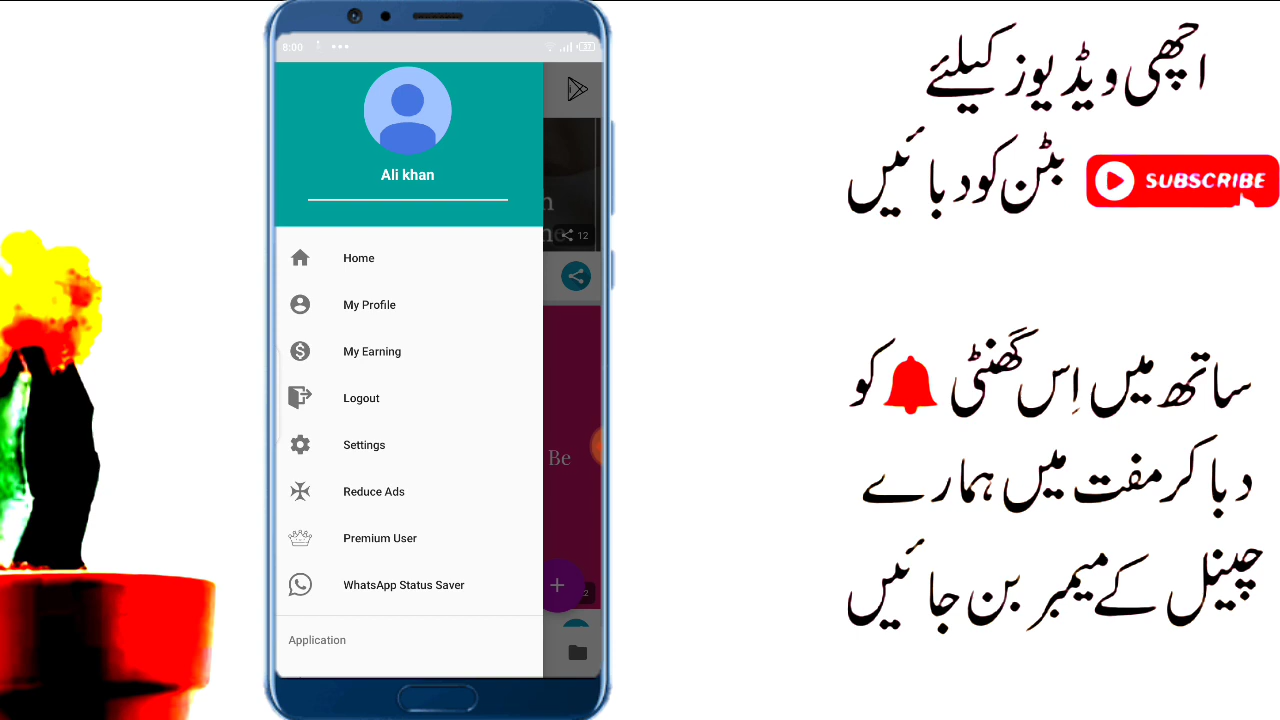 8:00
27
Ali khan
Home
My Profile
My Earning
Logout
Settings
Reduce Ads
Premium User
WhatsApp Status Saver
Application
12
Be
اچھی ویڈیوز کیلئے
SUBSCRIBE بٹن کو دبائیں
ساتھ میں اِس گھنٹی کو
دبا کر مفت میں ہمارے
چینل کے میمبر بن جائیں